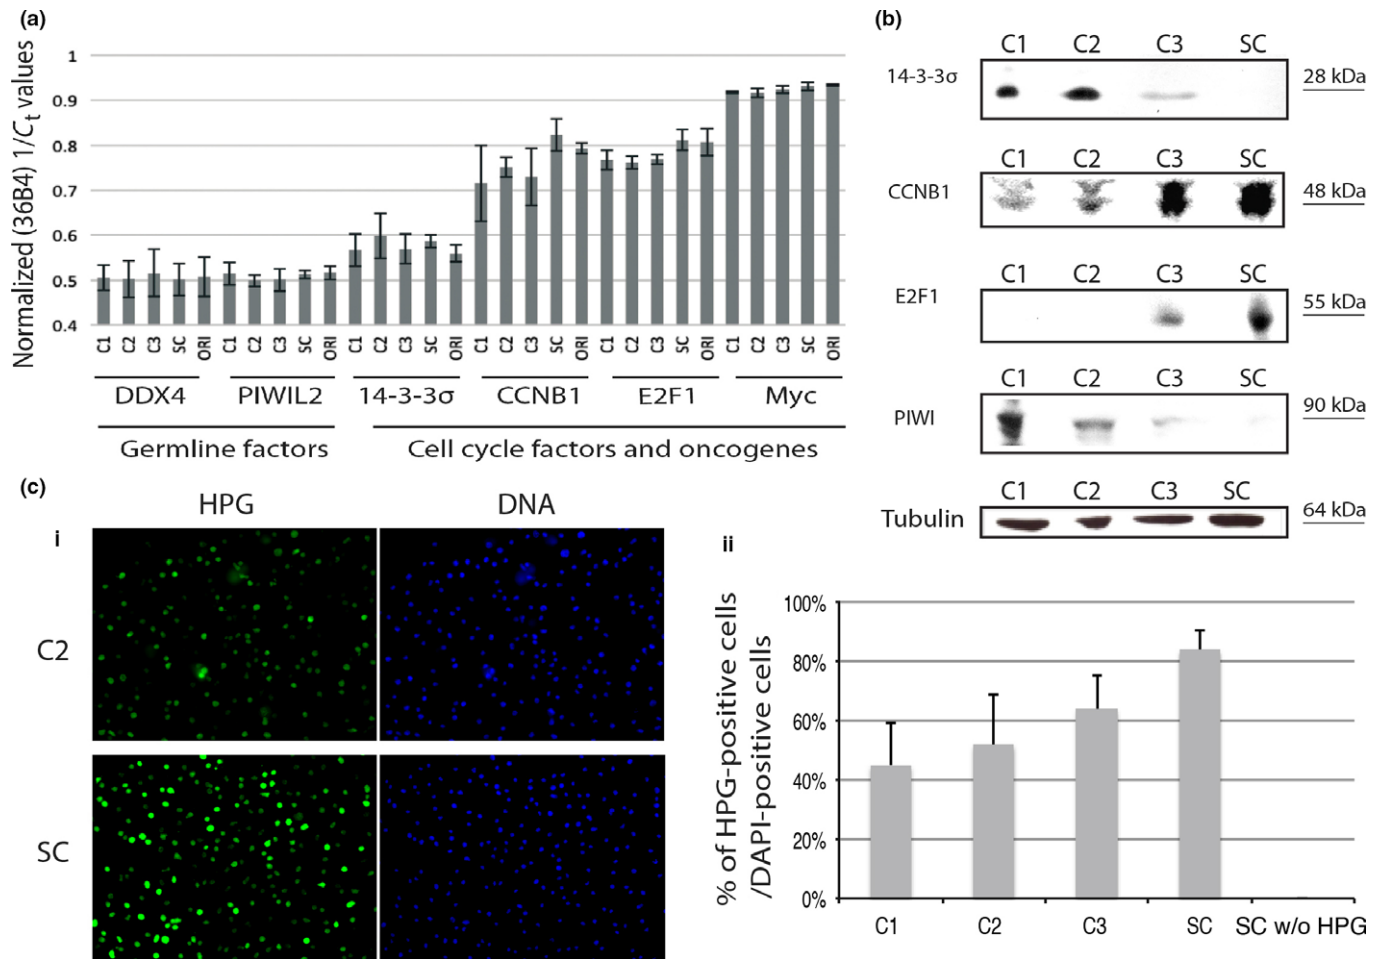 (a)
Normalized (36B4) 1/Ct values
1
0.9
0.8
0.7
0.6
0.5
0.4
C1 C2 C3 SC ORI C1 C2 C3 SC ORI C1 C2 C3 SC ORI C1 C2 C3 SC ORI C1 C2 C3 SC ORI C1 C2 C3 SC ORI
DDX4 PIWIL2 14-3-3σ CCNB1 E2F1 Myc
Germline factors Cell cycle factors and oncogenes
(b)
C1 C2 C3 SC
14-3-3σ 28 kDa
C1 C2 C3 SC
CCNB1 48 kDa
C1 C2 C3 SC
E2F1 55 kDa
C1 C2 C3 SC
PIWI 90 kDa
C1 C2 C3 SC
Tubulin 64 kDa
(c)
HPG DNA
i
C2
SC
ii
% of HPG-positive cells
/DAPI-positive cells
100%
80%
60%
40%
20%
0%
C1 C2 C3 SC SC w/o HPG